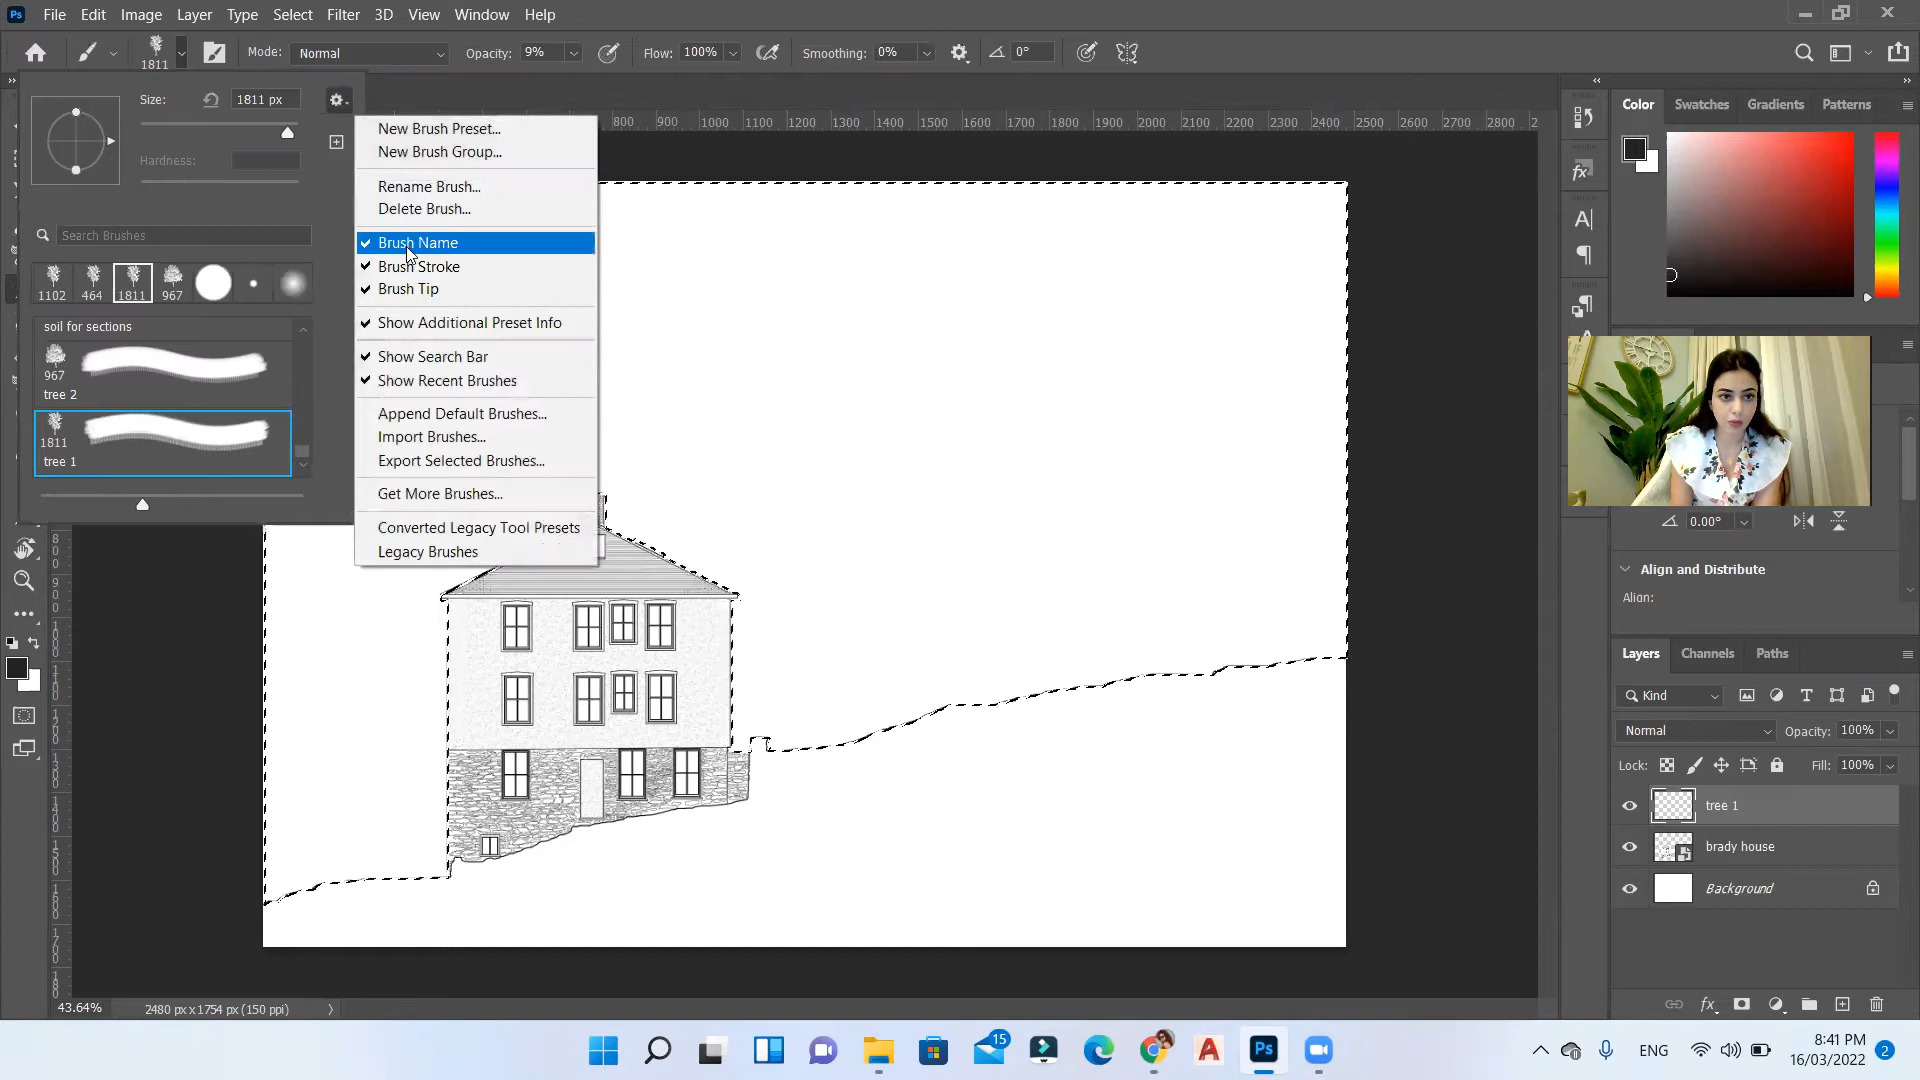 Ps File Edit Image Layer Type Select Filter 3D View Window Help
1811 Mode: Normal Opacity: 9% Flow: 100% Smoothing: 0% 0°
Size: 1811 px
Hardness:
Search Brushes
1102 464 1811 967
soil for sections
967
tree 2
1811
tree 1
New Brush Preset...
New Brush Group...
Rename Brush...
Delete Brush...
Brush Name
Brush Stroke
Brush Tip
Show Additional Preset Info
Show Search Bar
Show Recent Brushes
Append Default Brushes...
Import Brushes...
Export Selected Brushes...
Get More Brushes...
Converted Legacy Tool Presets
Legacy Brushes
800 900 1000 1100 1200 1300 1400 1500 1600 1700 1800 1900 2000 2100 2200 2300 2400 2500 2600 2700 2800 2
Color Swatches Gradients Patterns
0.00°
Align and Distribute
Align:
Layers Channels Paths
Kind
Normal Opacity: 100%
Lock: Fill: 100%
tree 1
brady house
Background
43.64% 2480 px x 1754 px (150 ppi)
15
Ps
ENG
8:41 PM
16/03/2022
2